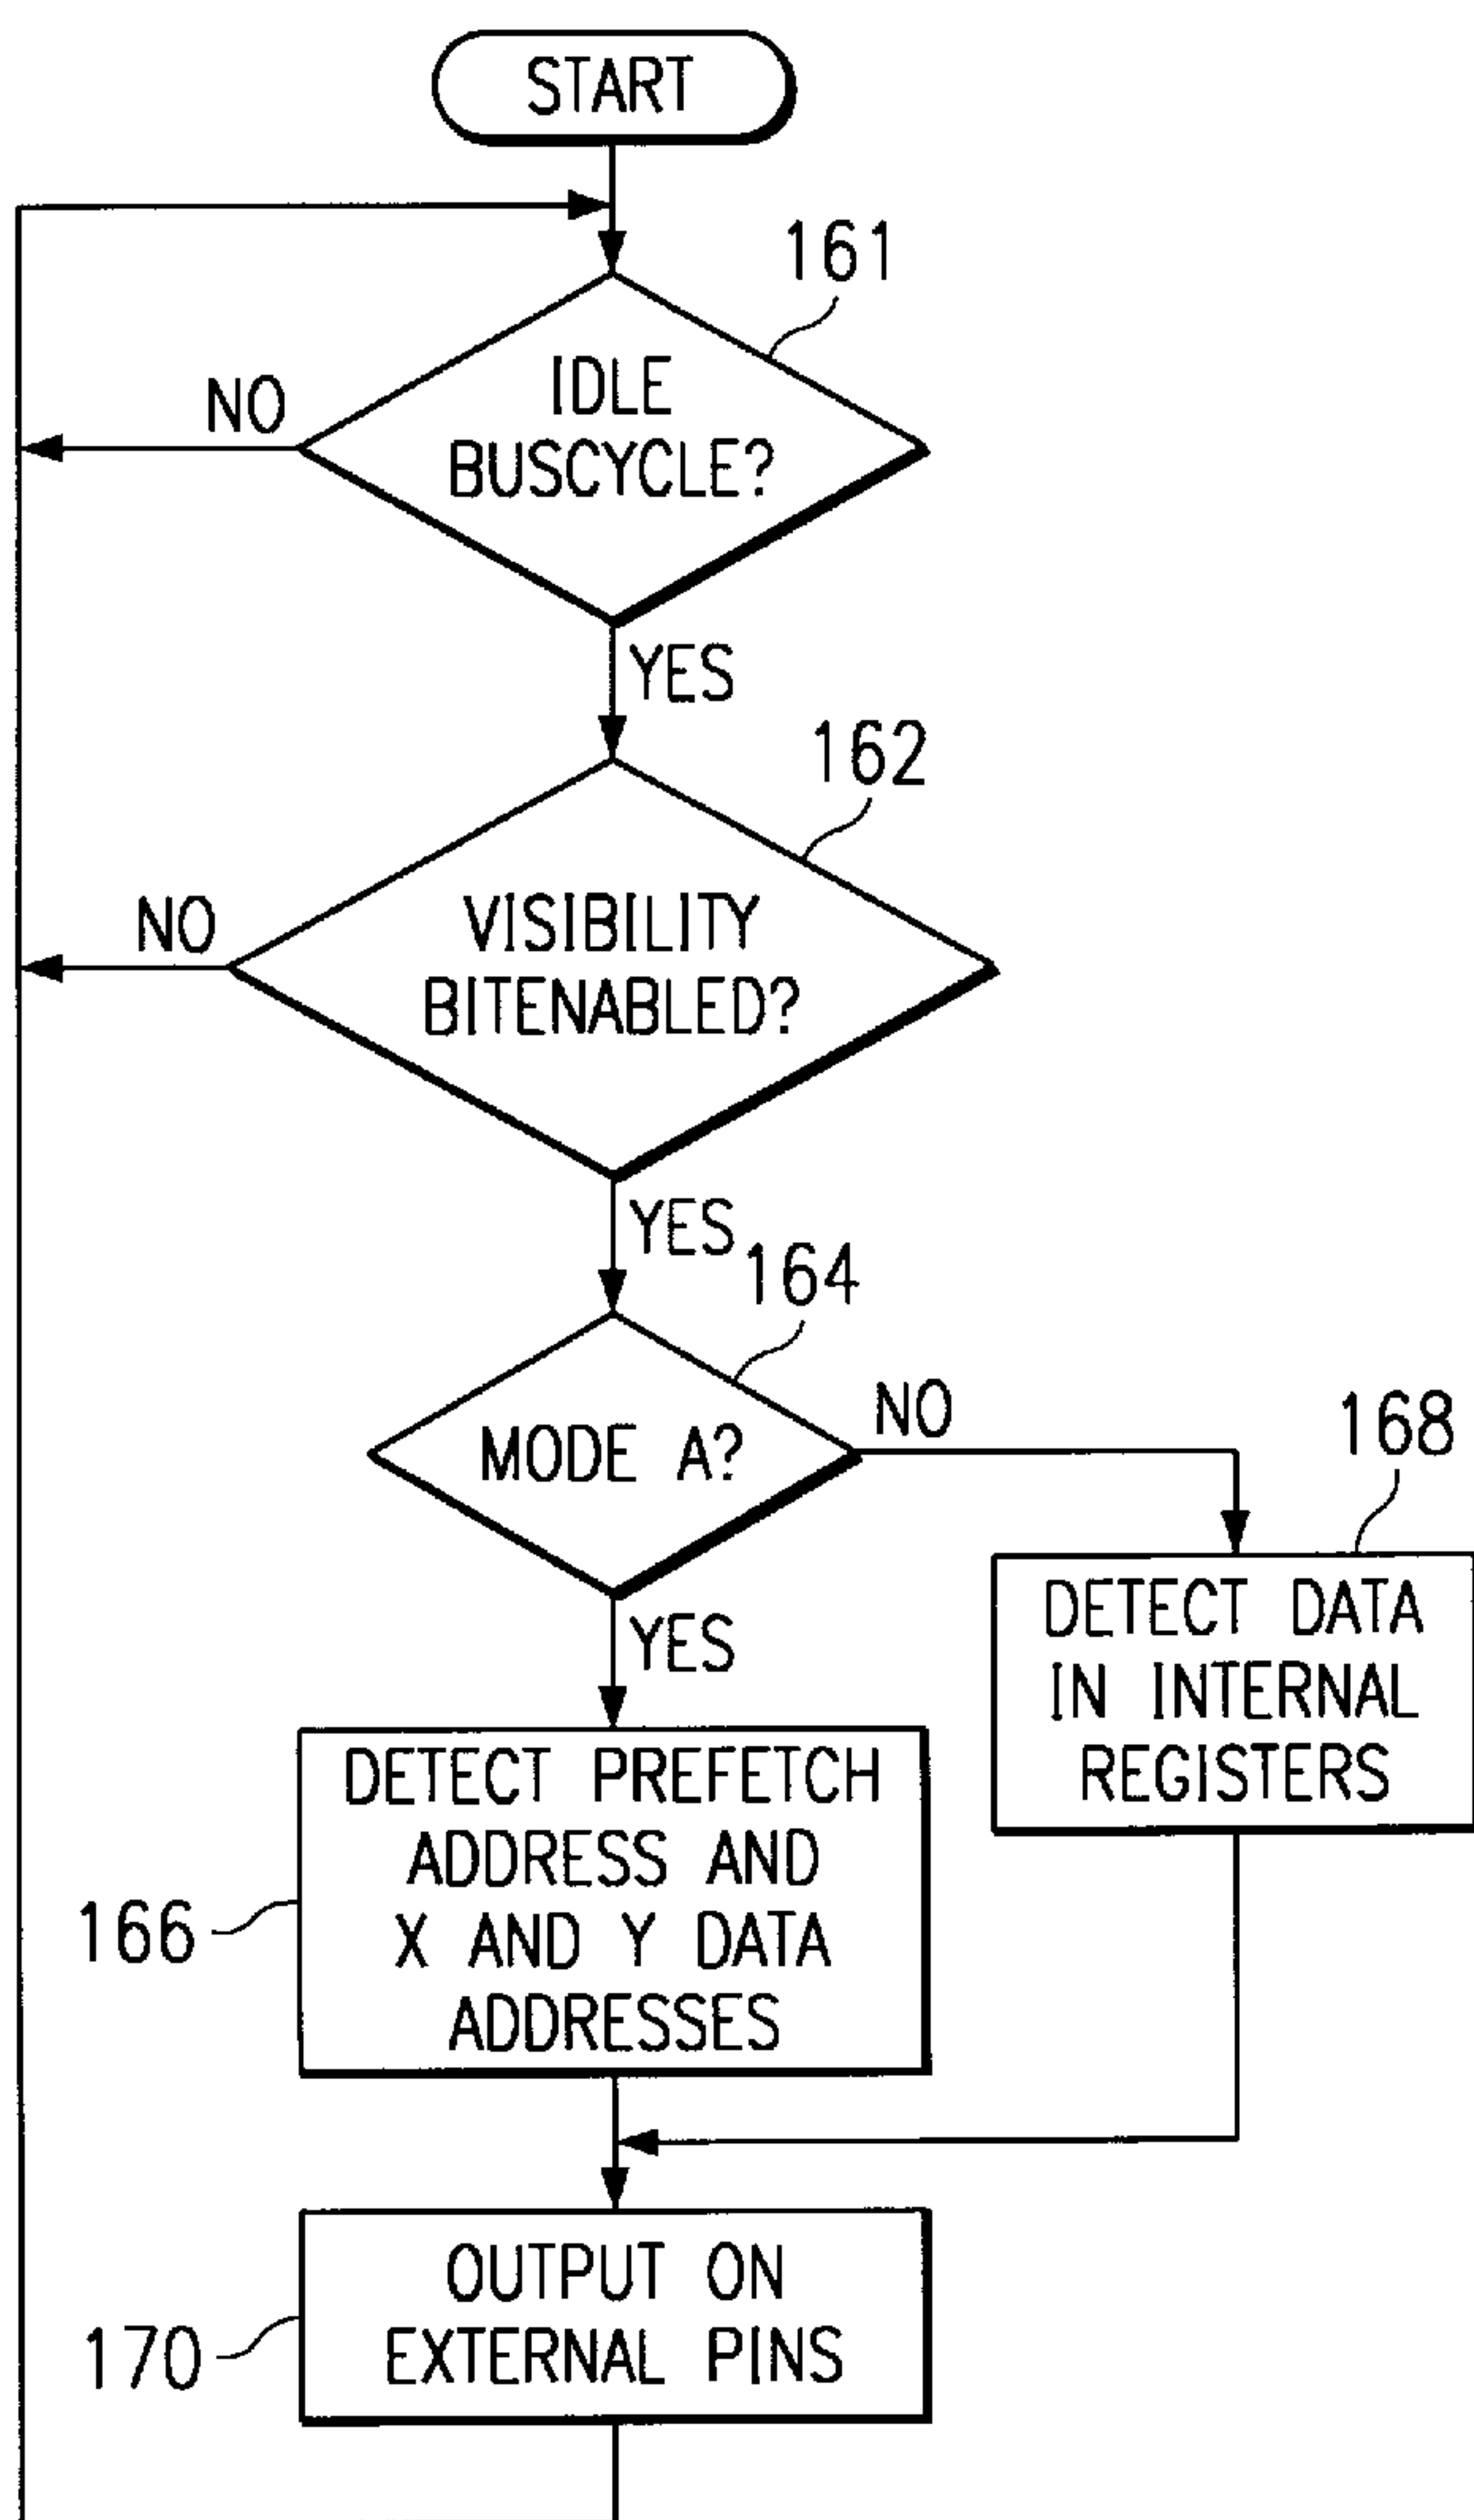 START
161
IDLE
BUSCYCLE?
NO
YES
162
VISIBILITY
BITENABLED?
NO
YES
164
MODE A?
NO
168
YES
DETECT DATA
IN INTERNAL
REGISTERS
DETECT PREFETCH
ADDRESS AND
X AND Y DATA
ADDRESSES
166
OUTPUT ON
EXTERNAL PINS
170